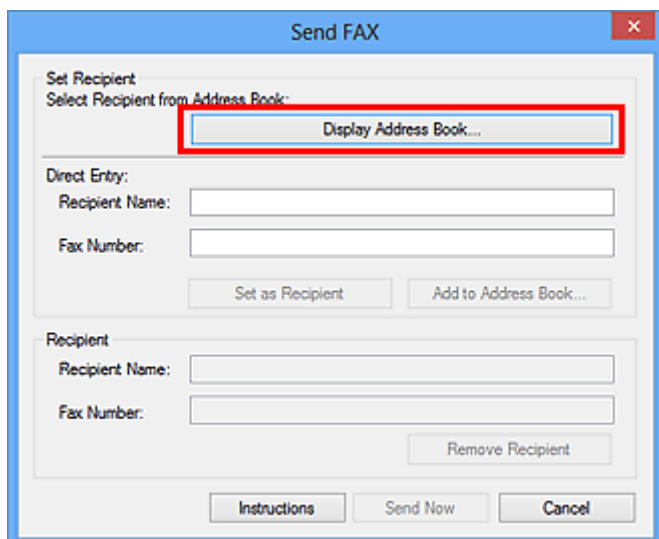 Send FAX
Set Recipient
Select Recipient from Address Book:
Display Address Book...
Direct Entry:
Recipient Name:
Fax Number:
Set as Recipient Add to Address Book...
Recipient
Recipient Name:
Fax Number:
Remove Recipient
Instructions Send Now Cancel